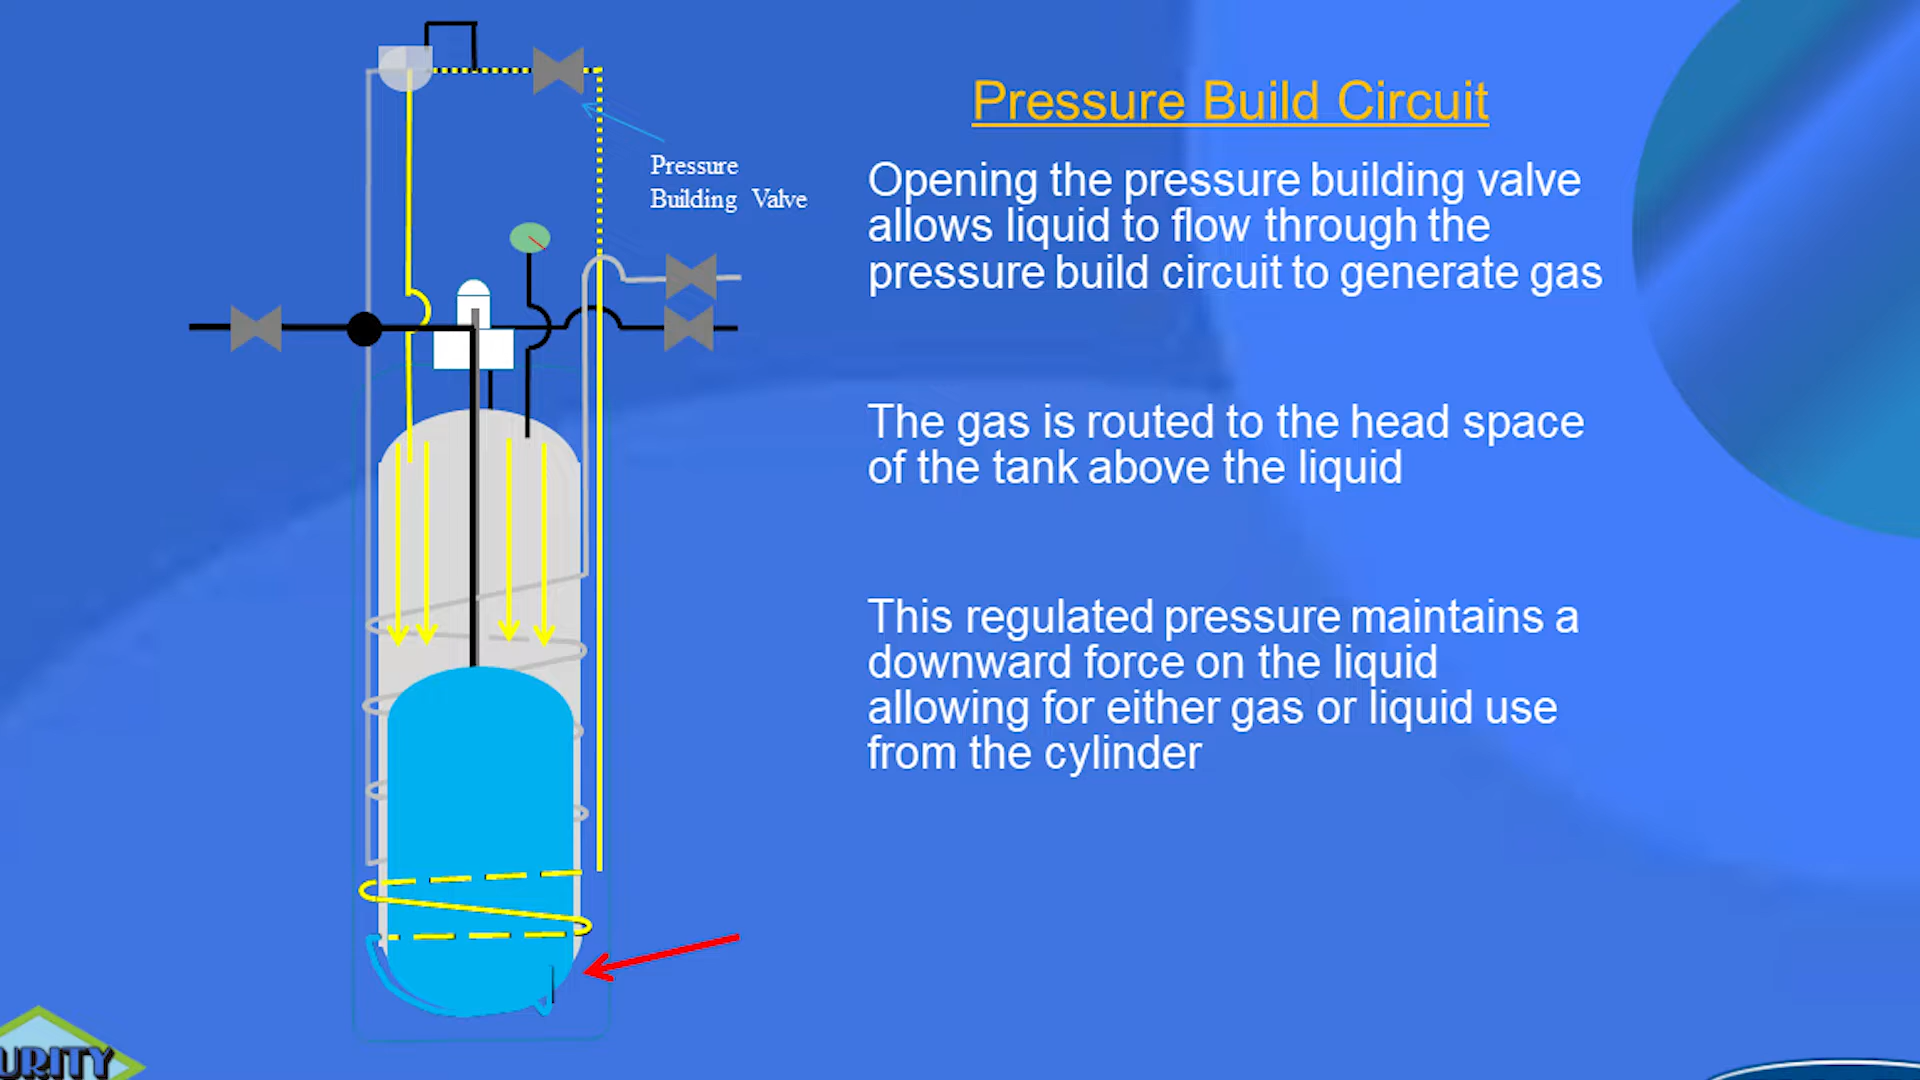 Pressure Build Circuit
Pressure
Building Valve
Opening the pressure building valve
allows liquid to flow through the
pressure build circuit to generate gas
The gas is routed to the head space
of the tank above the liquid
This regulated pressure maintains a
downward force on the liquid
allowing for either gas or liquid use
from the cylinder
URITY